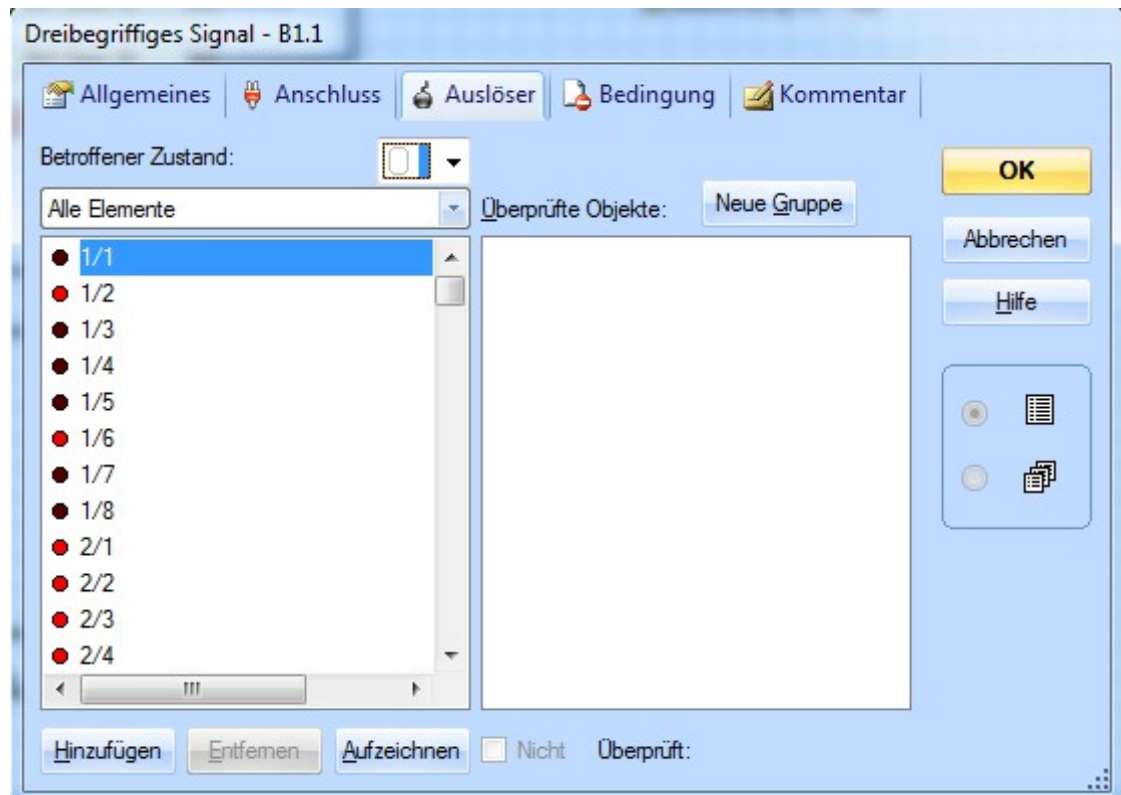 Dreibegriffiges Signal - B1.1
Allgemeines Anschluss Auslöser Bedingung Kommentar
Betroffener Zustand:
OK
Alle Elemente Überprüfte Objekte: Neue Gruppe
Abbrechen
1/1
1/2
Hilfe
1/3
1/4
1/5
1/6
1/7
1/8
2/1
2/2
2/3
2/4
Hinzufügen Entfernen Aufzeichnen Nicht Überprüft: